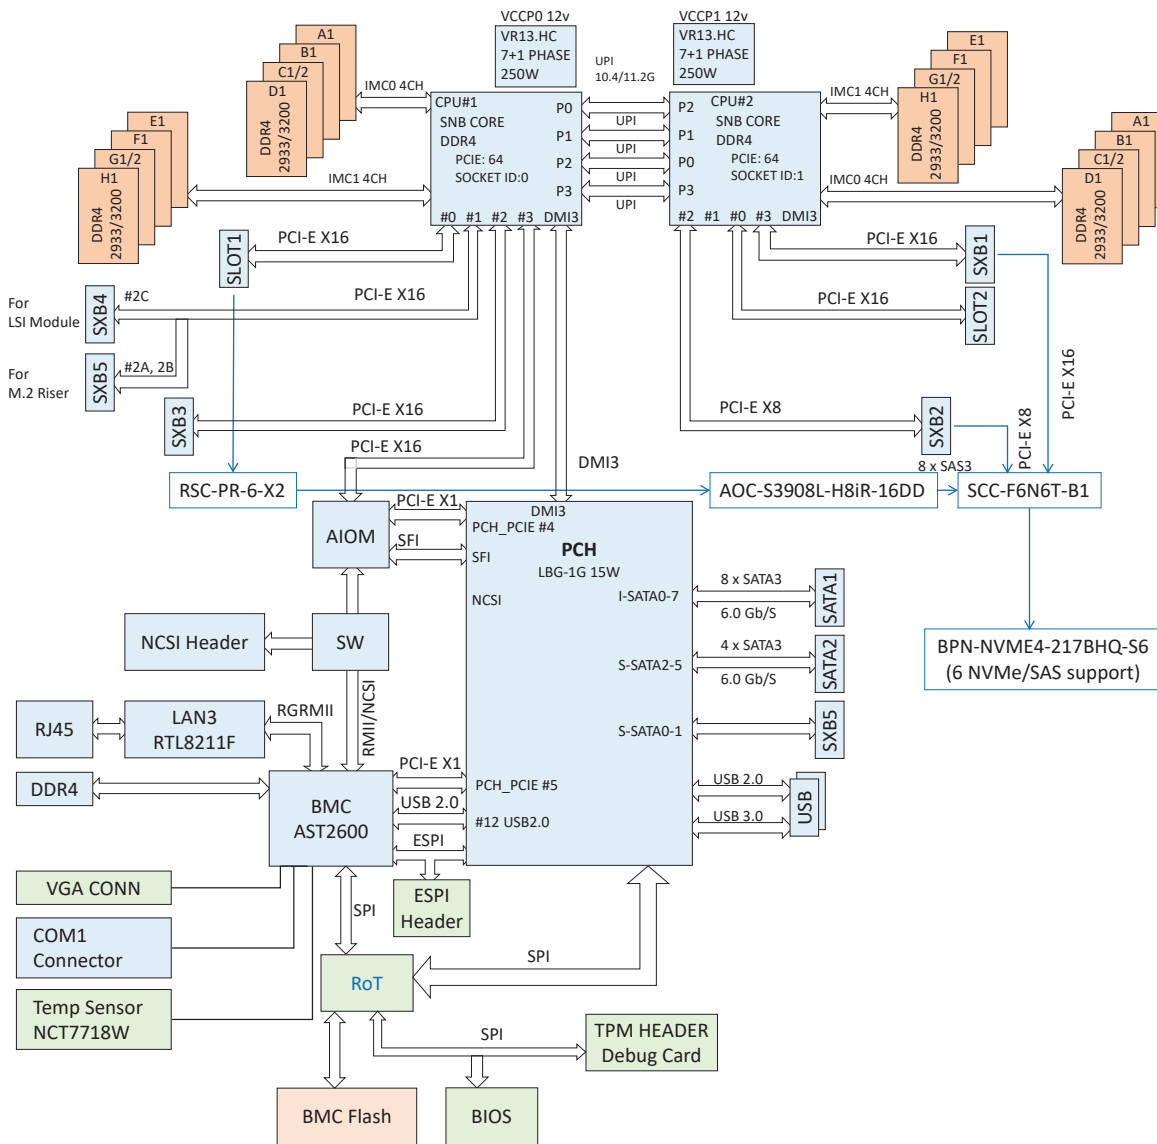 VCCP0 12v
VCCP1 12v
VR13.HC
7+1 PHASE
250W
VR13.HC
7+1 PHASE
250W
UPI
10.4/11.2G
A1
B1
C1/2
D1
DDR4
2933/3200
IMC0 4CH
E1
F1
G1/2
H1
DDR4
2933/3200
IMC1 4CH
CPU#1
SNB CORE
DDR4
PCIE: 64
SOCKET ID:0
P0
P1
P2
P3
#0
#1
#2
#3
DMI3
UPI
UPI
UPI
UPI
CPU#2
SNB CORE
DDR4
PCIE: 64
SOCKET ID:1
P2
P1
P0
P3
#2
#1
#0
#3
DMI3
IMC1 4CH
E1
F1
G1/2
H1
DDR4
2933/3200
IMC0 4CH
A1
B1
C1/2
D1
DDR4
2933/3200
SLOT1
PCI-E X16
PCI-E X16
SXB1
For
LSI Module
SXB4
#2C
PCI-E X16
PCI-E X16
SLOT2
For
M.2 Riser
SXB5
#2A, 2B
PCI-E X16
SXB3
PCI-E X16
PCI-E X8
SXB2
PCI-E X16
PCI-E X8
DMI3
8 x SAS3
RSC-PR-6-X2
AOC-S3908L-H8iR-16DD
SCC-F6N6T-B1
BPN-NVME4-217BHQ-S6
(6 NVMe/SAS support)
AIOM
PCI-E X1
SFI
DMI3
PCH_PCIE #4
PCH
SFI
LBG-1G 15W
NCSI
I-SATA0-7
8 x SATA3
6.0 Gb/S
SATA1
S-SATA2-5
4 x SATA3
6.0 Gb/S
SATA2
S-SATA0-1
SXB5
NCSI Header
SW
RJ45
LAN3
RTL8211F
RGRMII
RMII/NCSI
DDR4
BMC
AST2600
PCI-E X1
PCH_PCIE #5
USB 2.0
#12 USB2.0
ESPI
USB 2.0
USB 3.0
USB
VGA CONN
ESPI
Header
COM1
Connector
SPI
SPI
RoT
Temp Sensor
NCT7718W
SPI
TPM HEADER
Debug Card
BMC Flash
BIOS